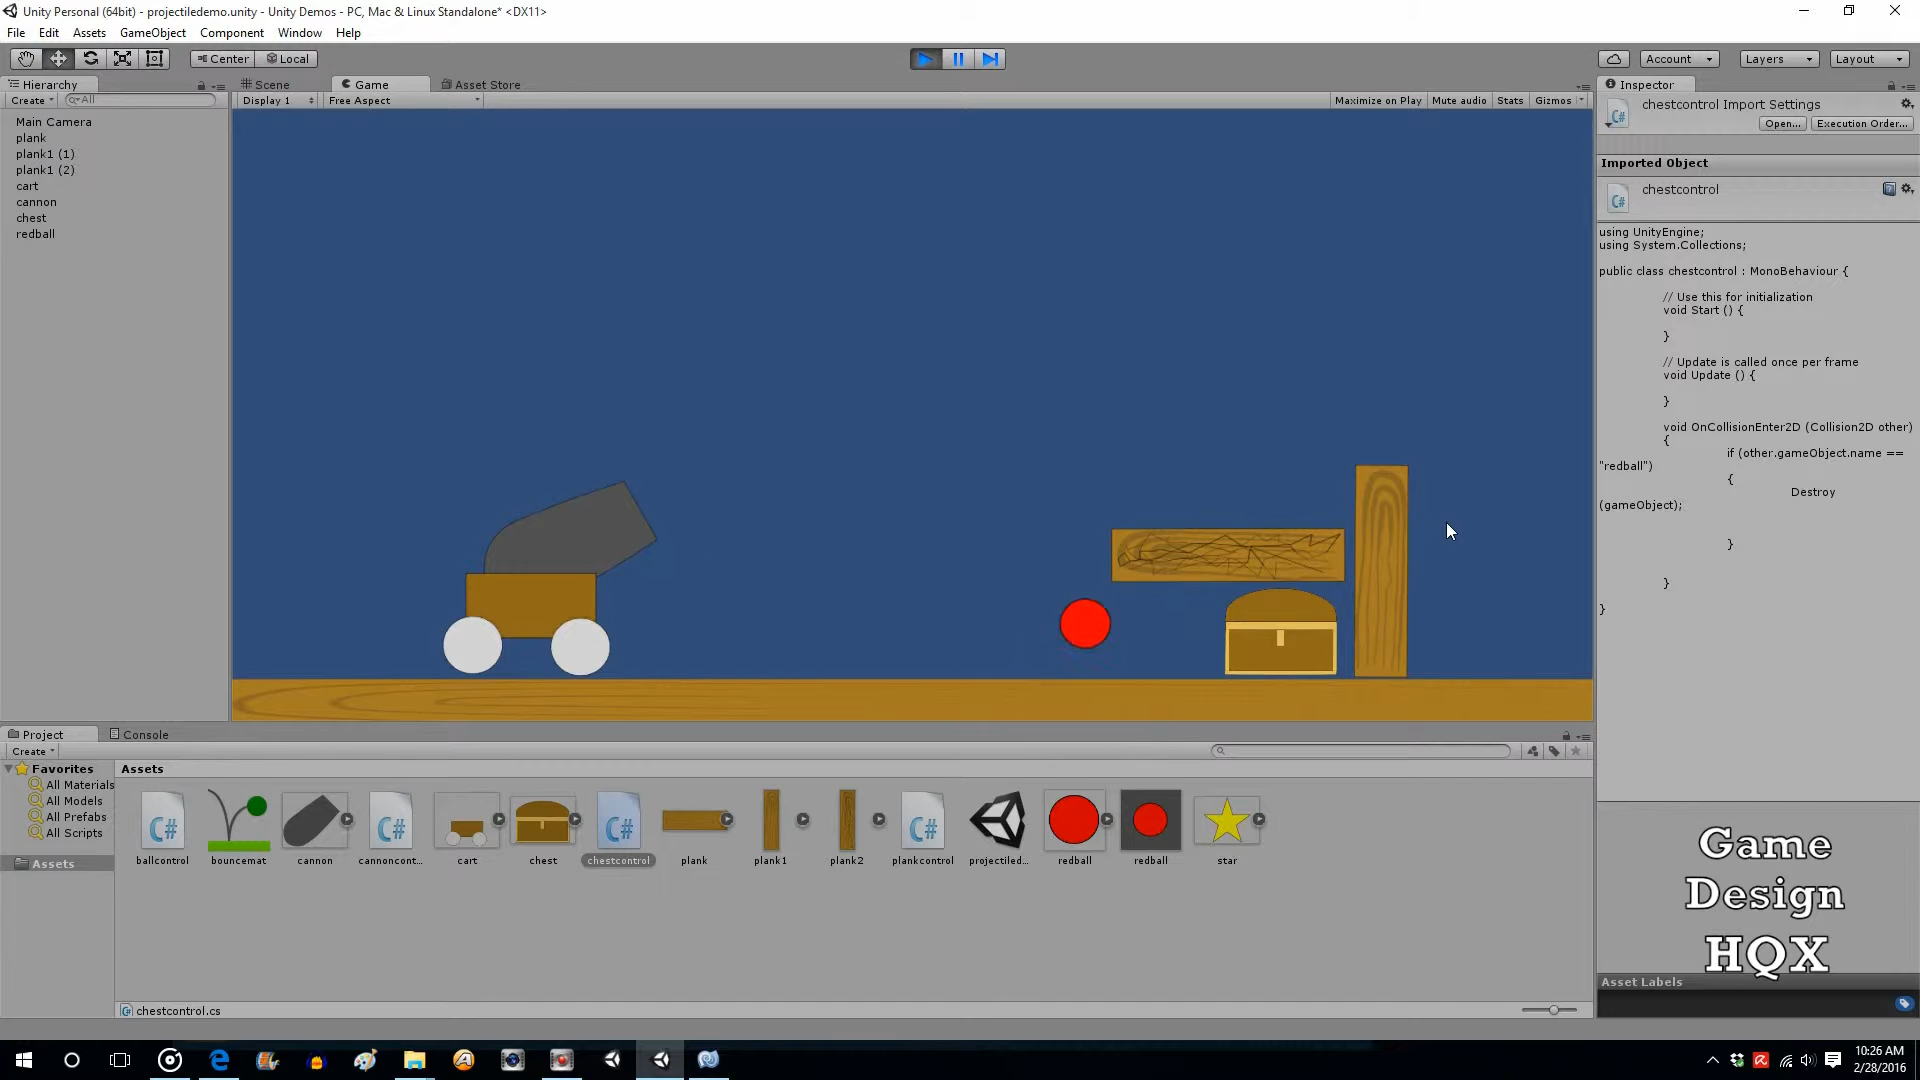 Unity Personal (64bit) - projectiledemo.unity - Unity Demos - PC, Mac & Linux Standalone* <DX11>
File Edit Assets GameObject Component Window Help
Center Local Account Layers Layout
Hierarchy Scene Game Asset Store Inspector
Create All Display 1 Free Aspect Maximize on Play Mute audio Stats Gizmos
Main Camera
plank
plank1 (1)
plank1 (2)
cart
cannon
chest
redball
chestcontrol Import Settings
Open... Execution Order...
Imported Object
chestcontrol
C#
using UnityEngine;
using System.Collections;
public class chestcontrol : MonoBehaviour {
// Use this for initialization
void Start () {
}
// Update is called once per frame
void Update () {
}
void OnCollisionEnter2D (Collision2D other)
{
if (other.gameObject.name ==
"redball")
{
Destroy
(gameObject);
}
}
}
Project Console
Create
Favorites
All Materials
All Models
All Prefabs
All Scripts
Assets
Assets
C# C# C# C#
ballcontrol bouncemat cannon cannoncont... cart chest chestcontrol plank plank1 plank2 plankcontrol projectiled... redball redball star
chestcontrol.cs
Game
Design
HQX
Asset Labels
10:26 AM
2/28/2016